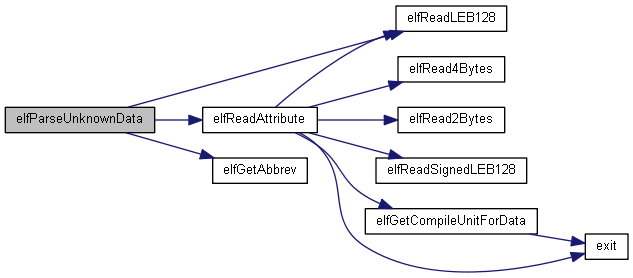 elfReadLEB128
elfRead4Bytes
elfParseUnknownData
elfReadAttribute
elfRead2Bytes
elfGetAbbrev
elfReadSignedLEB128
elfGetCompileUnitForData
exit